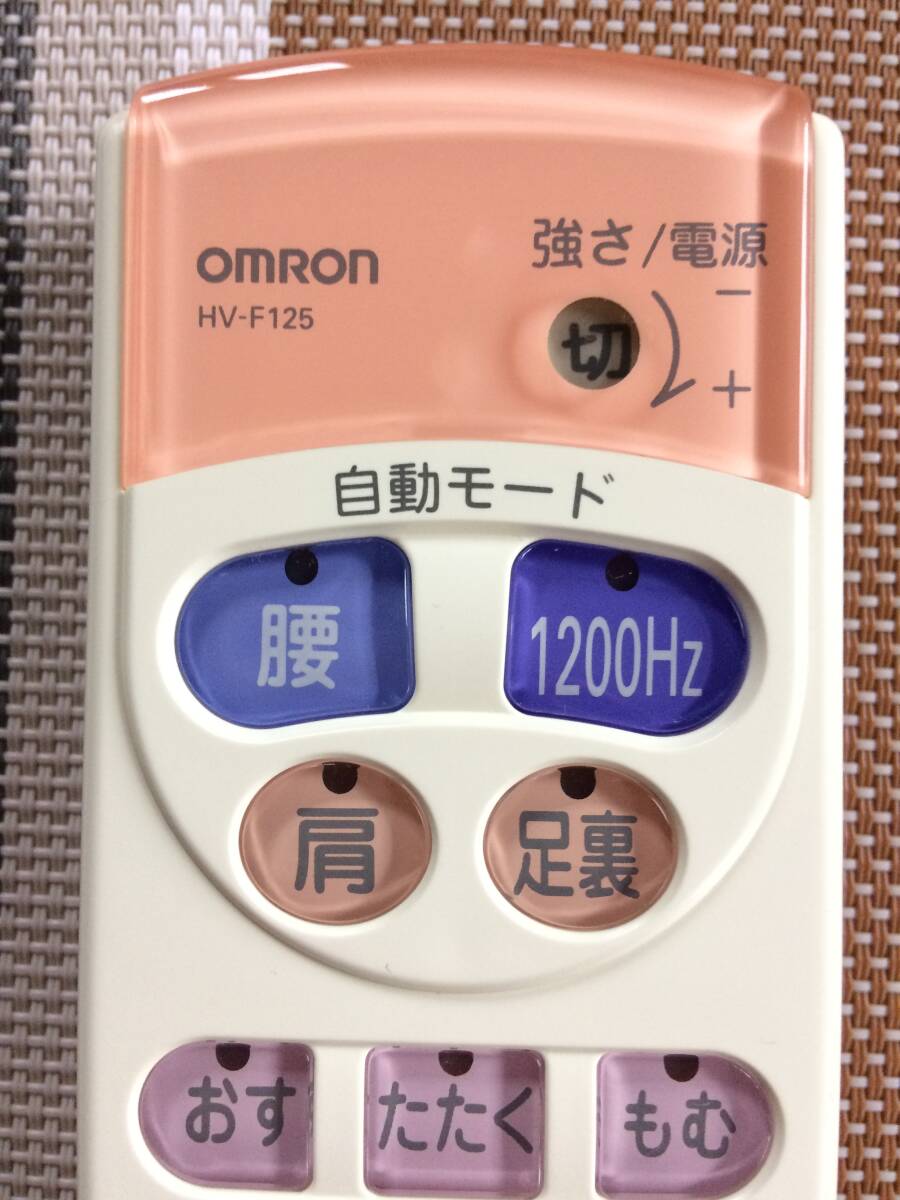 OMRON
HV-F125
強さ/電源
切
−
+
自動モード
腰
1200Hz
肩
足裏
おす
たたく
もむ